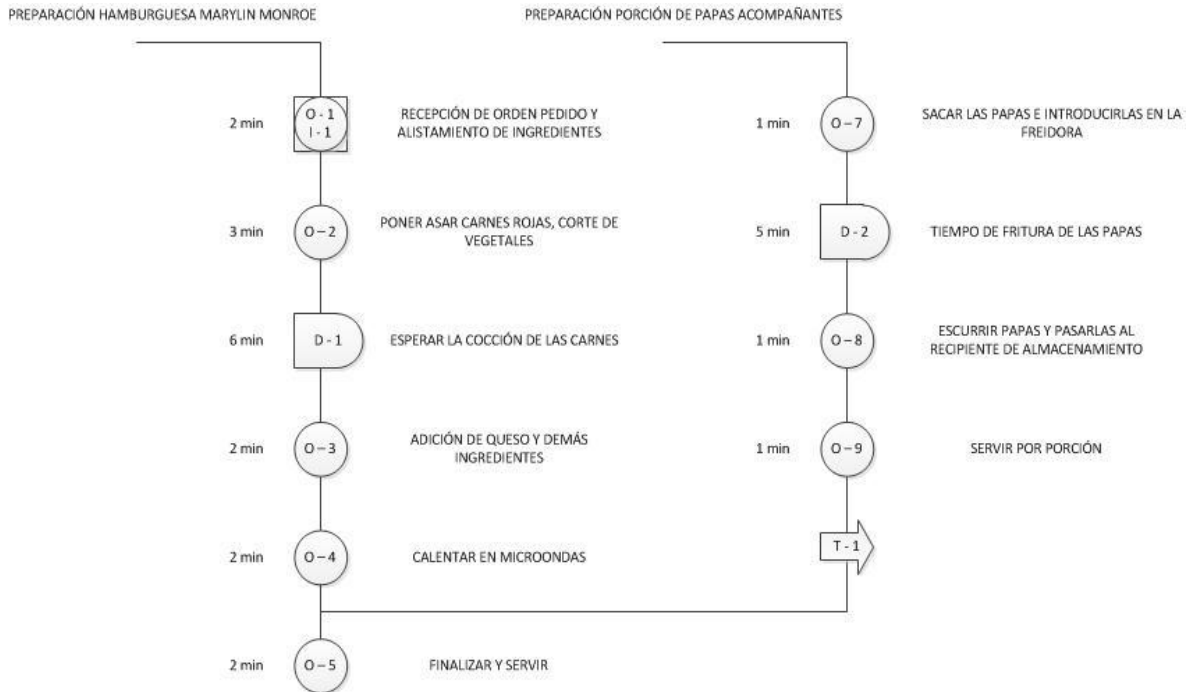 PREPARACIÓN HAMBURGUESA MARYLIN MONROE
2 min
O - 1
I - 1
RECEPCIÓN DE ORDEN PEDIDO Y
ALISTAMIENTO DE INGREDIENTES
3 min
O – 2
PONER ASAR CARNES ROJAS, CORTE DE
VEGETALES
6 min
D - 1
ESPERAR LA COCCIÓN DE LAS CARNES
2 min
O – 3
ADICIÓN DE QUESO Y DEMÁS
INGREDIENTES
2 min
O – 4
CALENTAR EN MICROONDAS
2 min
O – 5
FINALIZAR Y SERVIR
PREPARACIÓN PORCIÓN DE PAPAS ACOMPAÑANTES
1 min
O – 7
SACAR LAS PAPAS E INTRODUCIRLAS EN LA
FREIDORA
5 min
D - 2
TIEMPO DE FRITURA DE LAS PAPAS
1 min
O – 8
ESCURRIR PAPAS Y PASARLAS AL
RECIPIENTE DE ALMACENAMIENTO
1 min
O – 9
SERVIR POR PORCIÓN
T - 1